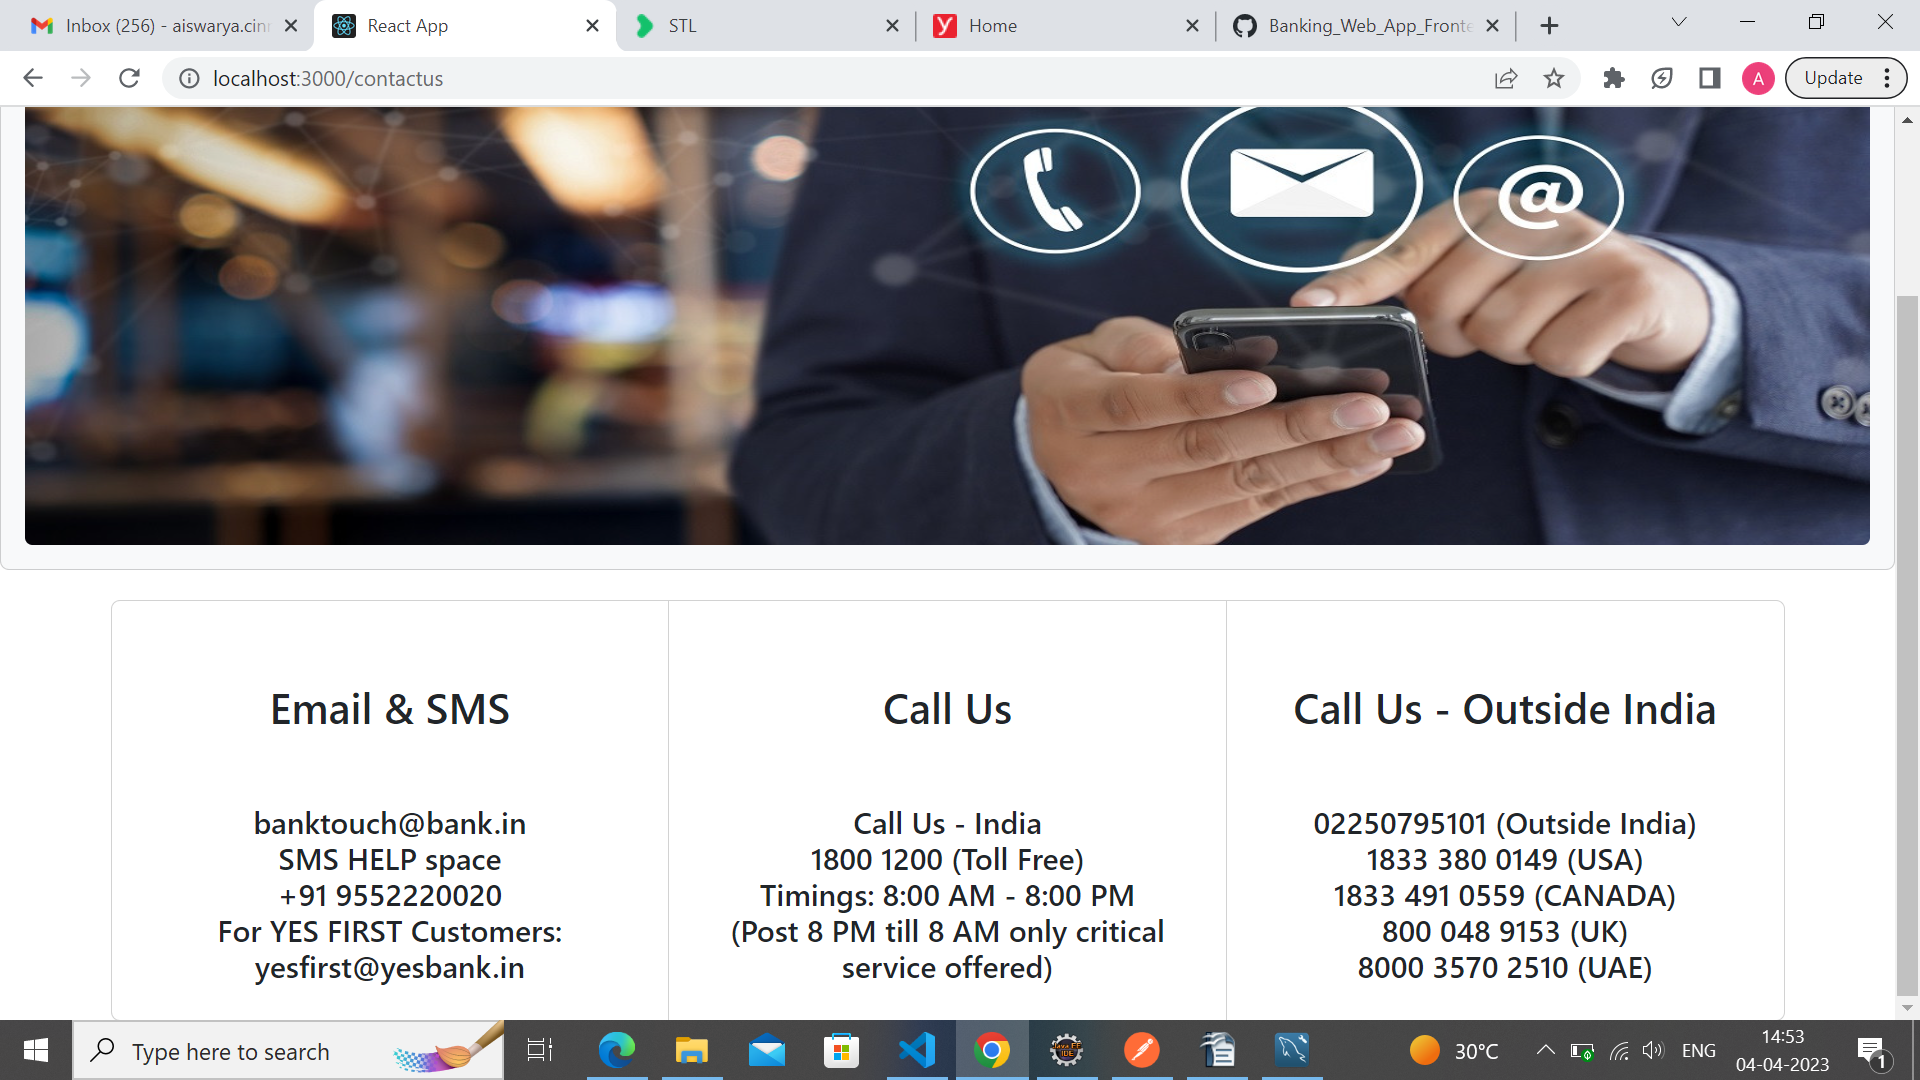 Inbox (256) - aiswarya.cinn
React App
STL
Home
Banking_Web_App_Fronte
localhost:3000/contactus
A
Update
@
Email & SMS
banktouch@bank.in
SMS HELP space
+91 9552220020
For YES FIRST Customers:
yesfirst@yesbank.in
Call Us
Call Us - India
1800 1200 (Toll Free)
Timings: 8:00 AM - 8:00 PM
(Post 8 PM till 8 AM only critical
service offered)
Call Us - Outside India
02250795101 (Outside India)
1833 380 0149 (USA)
1833 491 0559 (CANADA)
800 048 9153 (UK)
8000 3570 2510 (UAE)
Type here to search
Java EE
IDE
30°C
ENG
14:53
04-04-2023
1